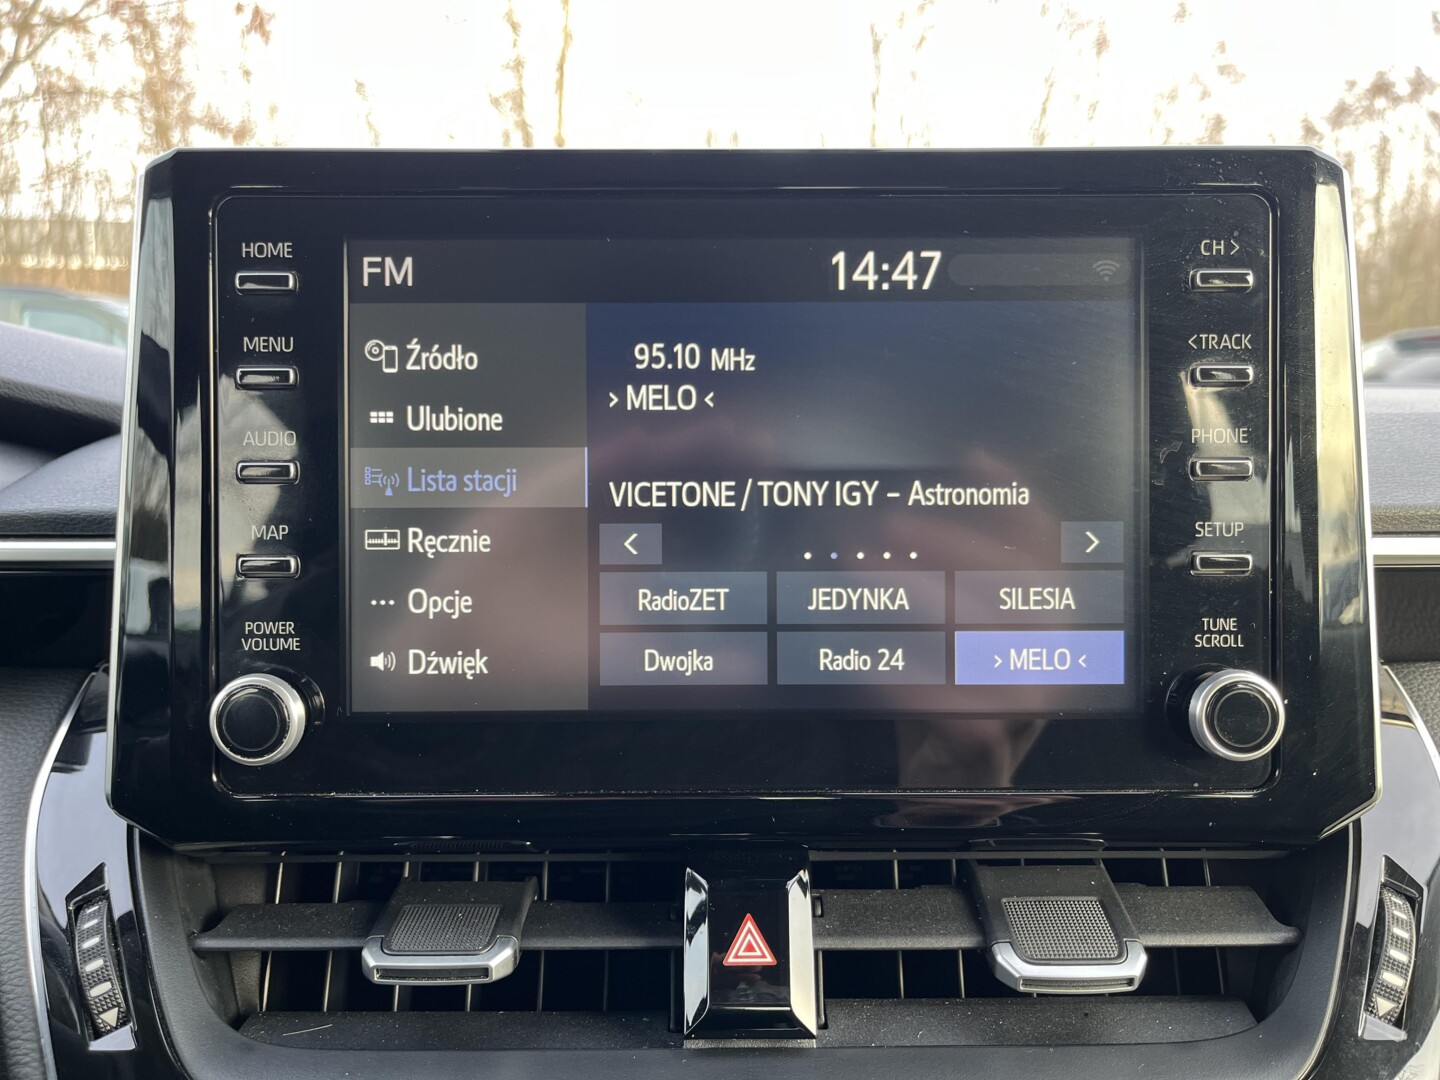 HOME
MENU
AUDIO
MAP
POWER
VOLUME
FM
14:47
Źródło
Ulubione
Lista stacji
Ręcznie
Opcje
Dźwięk
95.10 MHz
› MELO ‹
VICETONE / TONY IGY – Astronomia
<
>
RadioZET
JEDYNKA
SILESIA
Dwojka
Radio 24
› MELO ‹
CH >
<TRACK
PHONE
SETUP
TUNE
SCROLL